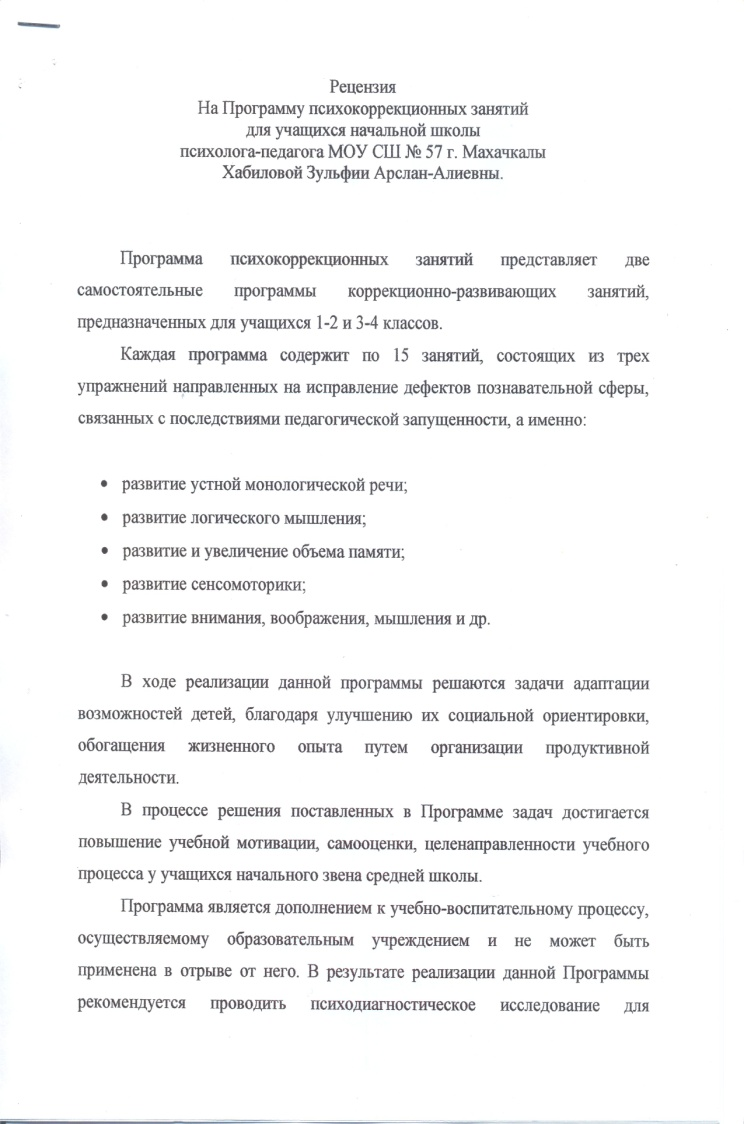 Рецензия
На Программу психокоррекционных занятий
для учащихся начальной школы
психолога-педагога МОУ СШ № 57 г. Махачкалы
Хабиловой Зульфии Арслан-Алиевны.
Программа психокоррекционных занятий представляет две
самостоятельные программы коррекционно-развивающих занятий,
предназначенных для учащихся 1-2 и 3-4 классов.
Каждая программа содержит по 15 занятий, состоящих из трех
упражнений направленных на исправление дефектов познавательной сферы,
связанных с последствиями педагогической запущенности, а именно:
• развитие устной монологической речи;
• развитие логического мышления;
• развитие и увеличение объема памяти;
• развитие сенсомоторики;
• развитие внимания, воображения, мышления и др.
В ходе реализации данной программы решаются задачи адаптации
возможностей детей, благодаря улучшению их социальной ориентировки,
обогащения жизненного опыта путем организации продуктивной
деятельности.
В процессе решения поставленных в Программе задач достигается
повышение учебной мотивации, самооценки, целенаправленности учебного
процесса у учащихся начального звена средней школы.
Программа является дополнением к учебно-воспитательному процессу,
осуществляемому образовательным учреждением и не может быть
применена в отрыве от него. В результате реализации данной Программы
рекомендуется проводить психодиагностическое исследование для